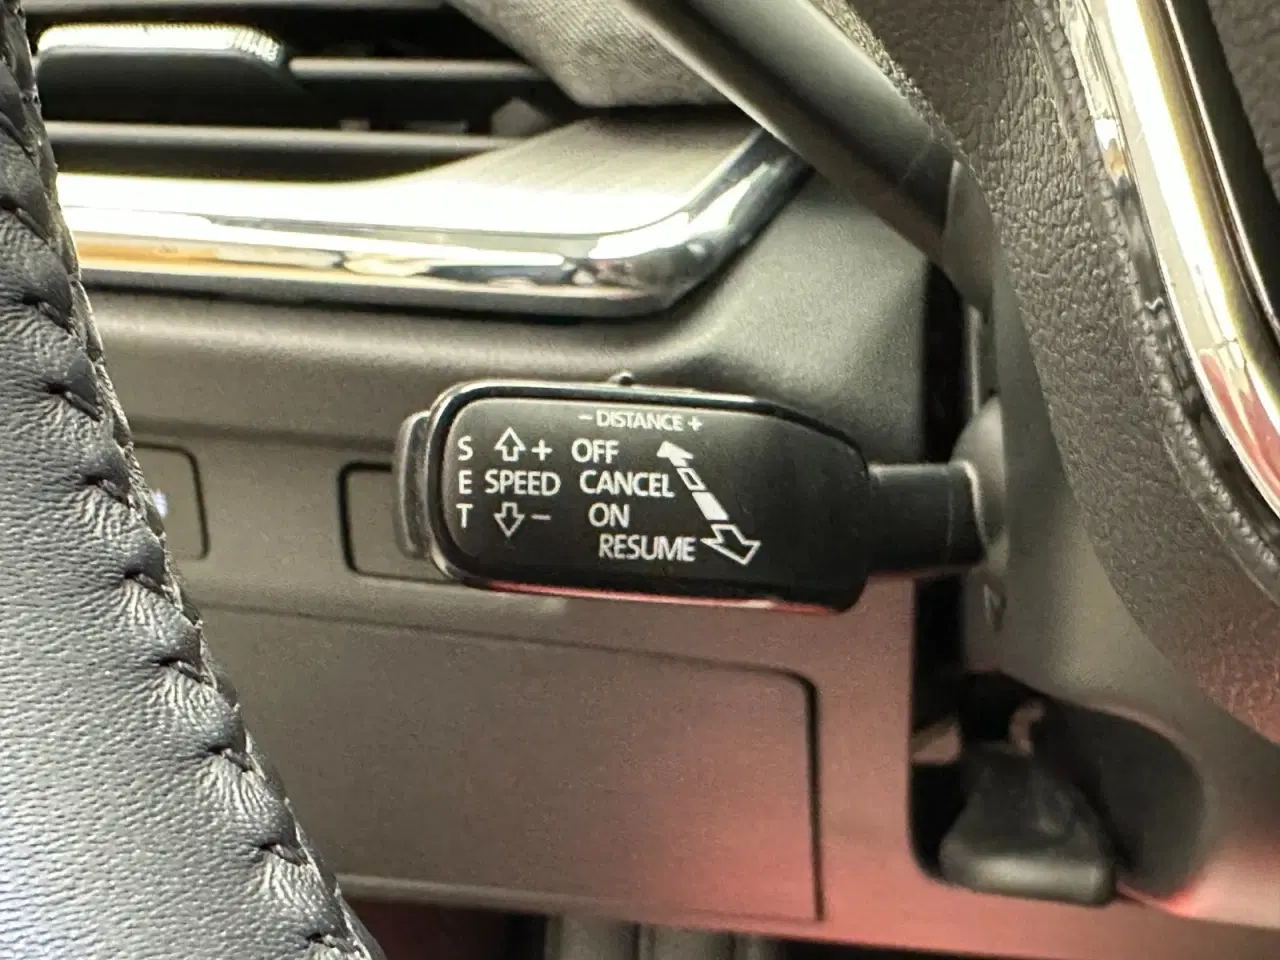 − DISTANCE +
S + OFF
E SPEED CANCEL
T − ON
RESUME